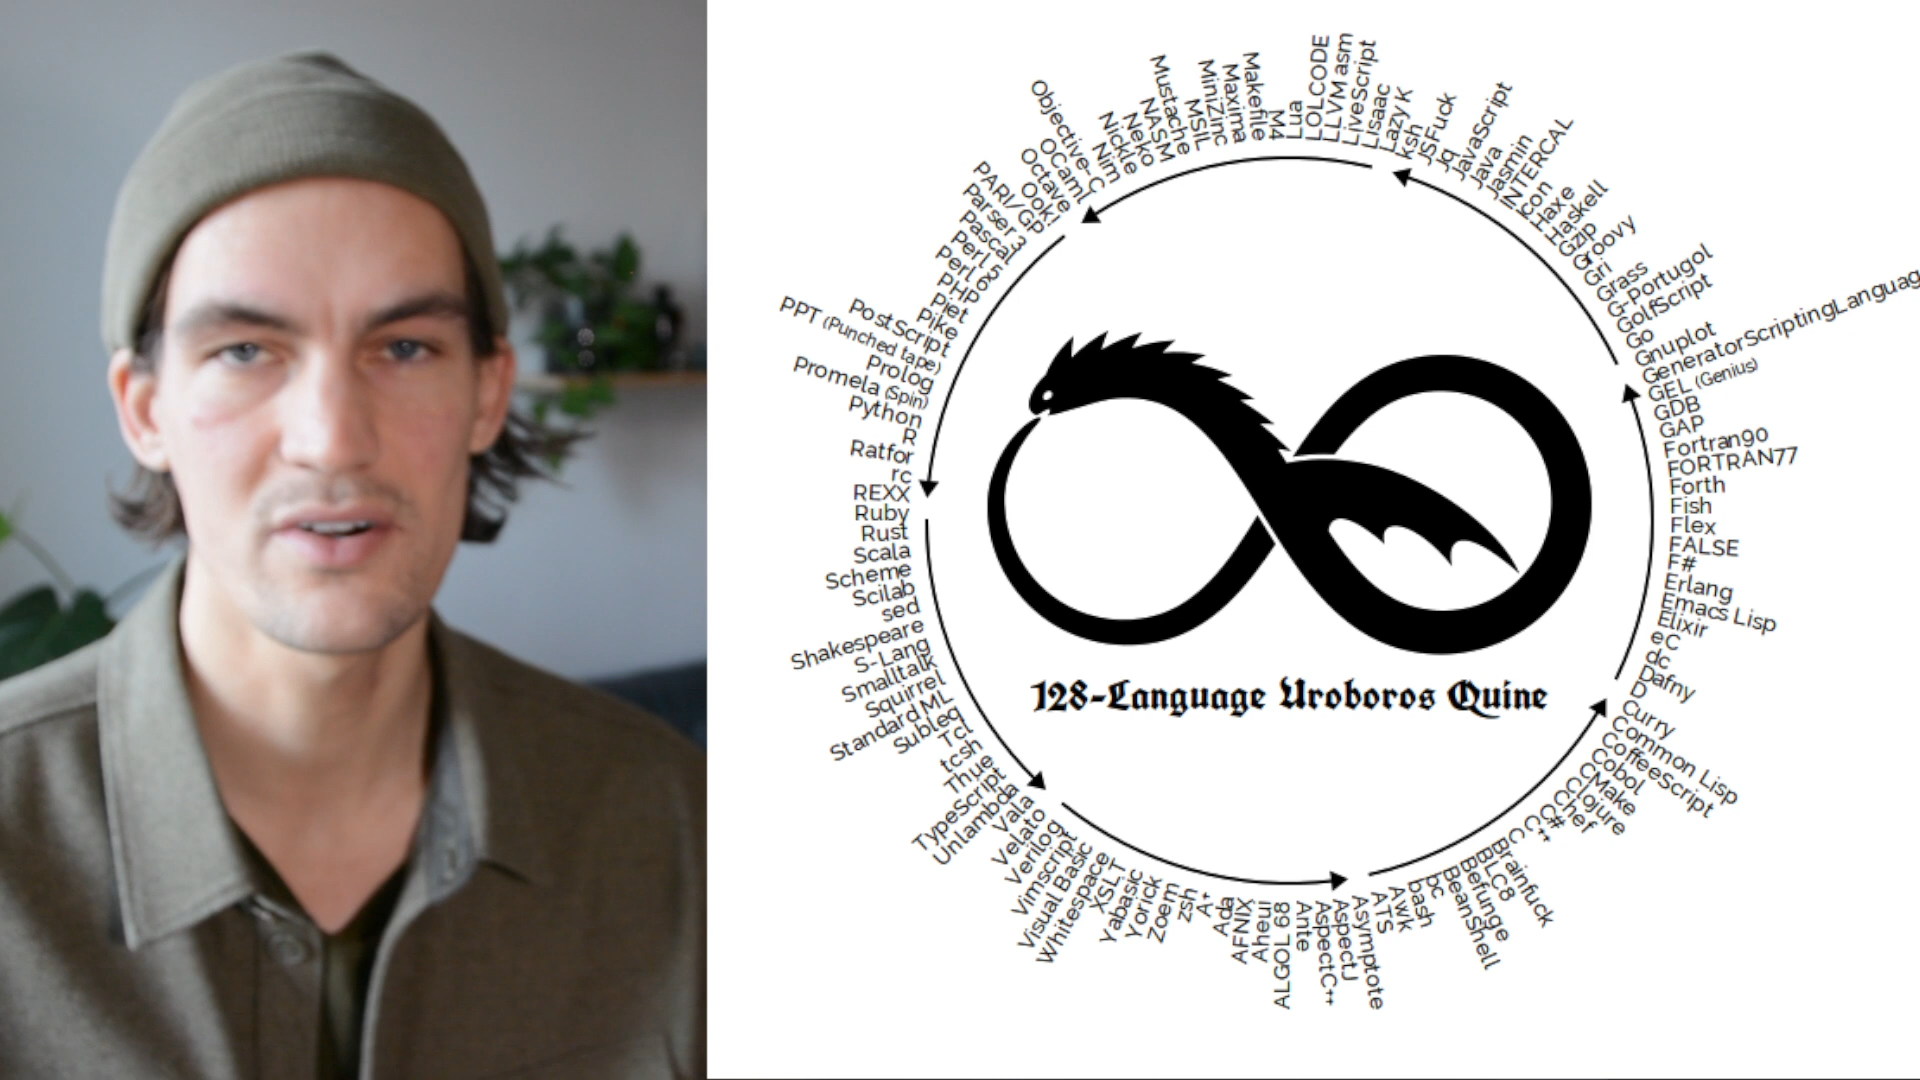 128-Language Uroboros Quine
REXX
Ruby
Rust
Scala
Scheme
Scilab
sed
Shakespeare
S-Lang
Smalltalk
Squirrel
Standard ML
Subleq
Tcl
tcsh
Thue
TypeScript
Unlambda
Vala
Velato
Verilog
Vimscript
Visual Basic
Whitespace
XSLT
Yabasic
Yorick
Zoem
zsh
A+
Ada
AFNIX
Aheui
ALGOL 68
Ante
AspectC++
AspectJ
Asymptote
ATS
Awk
bash
bc
BeanShell
Befunge
BLC8
Brainfuck
C
C++
C#
Chef
Clojure
CMake
Cobol
CoffeeScript
Common Lisp
Curry
D
Dafny
dc
eC
Elixir
Emacs Lisp
Erlang
F#
FALSE
Flex
Fish
Forth
FORTRAN77
Fortran90
GAP
GDB
GEL (Genius)
GeneratorScriptingLanguag
Gnuplot
Go
GolfScript
G-Portugol
Grass
Gri
Groovy
Gzip
Haskell
Haxe
Icon
INTERCAL
Jasmin
Java
JavaScript
Jq
JSFuck
ksh
Lazy K
Lisaac
LiveScript
LLVM asm
LOLCODE
Lua
M4
Makefile
Maxima
MiniZinc
MSIL
Mustache
NASM
Neko
Nickle
Nim
Objective-C
OCaml
Octave
Ook!
PARI/GP
Parser3
Pascal
Perl 5
Perl 6
PHP
Piet
Pike
PostScript
PPT (Punched tape)
Prolog
Promela (Spin)
Python
R
Ratfor
rc